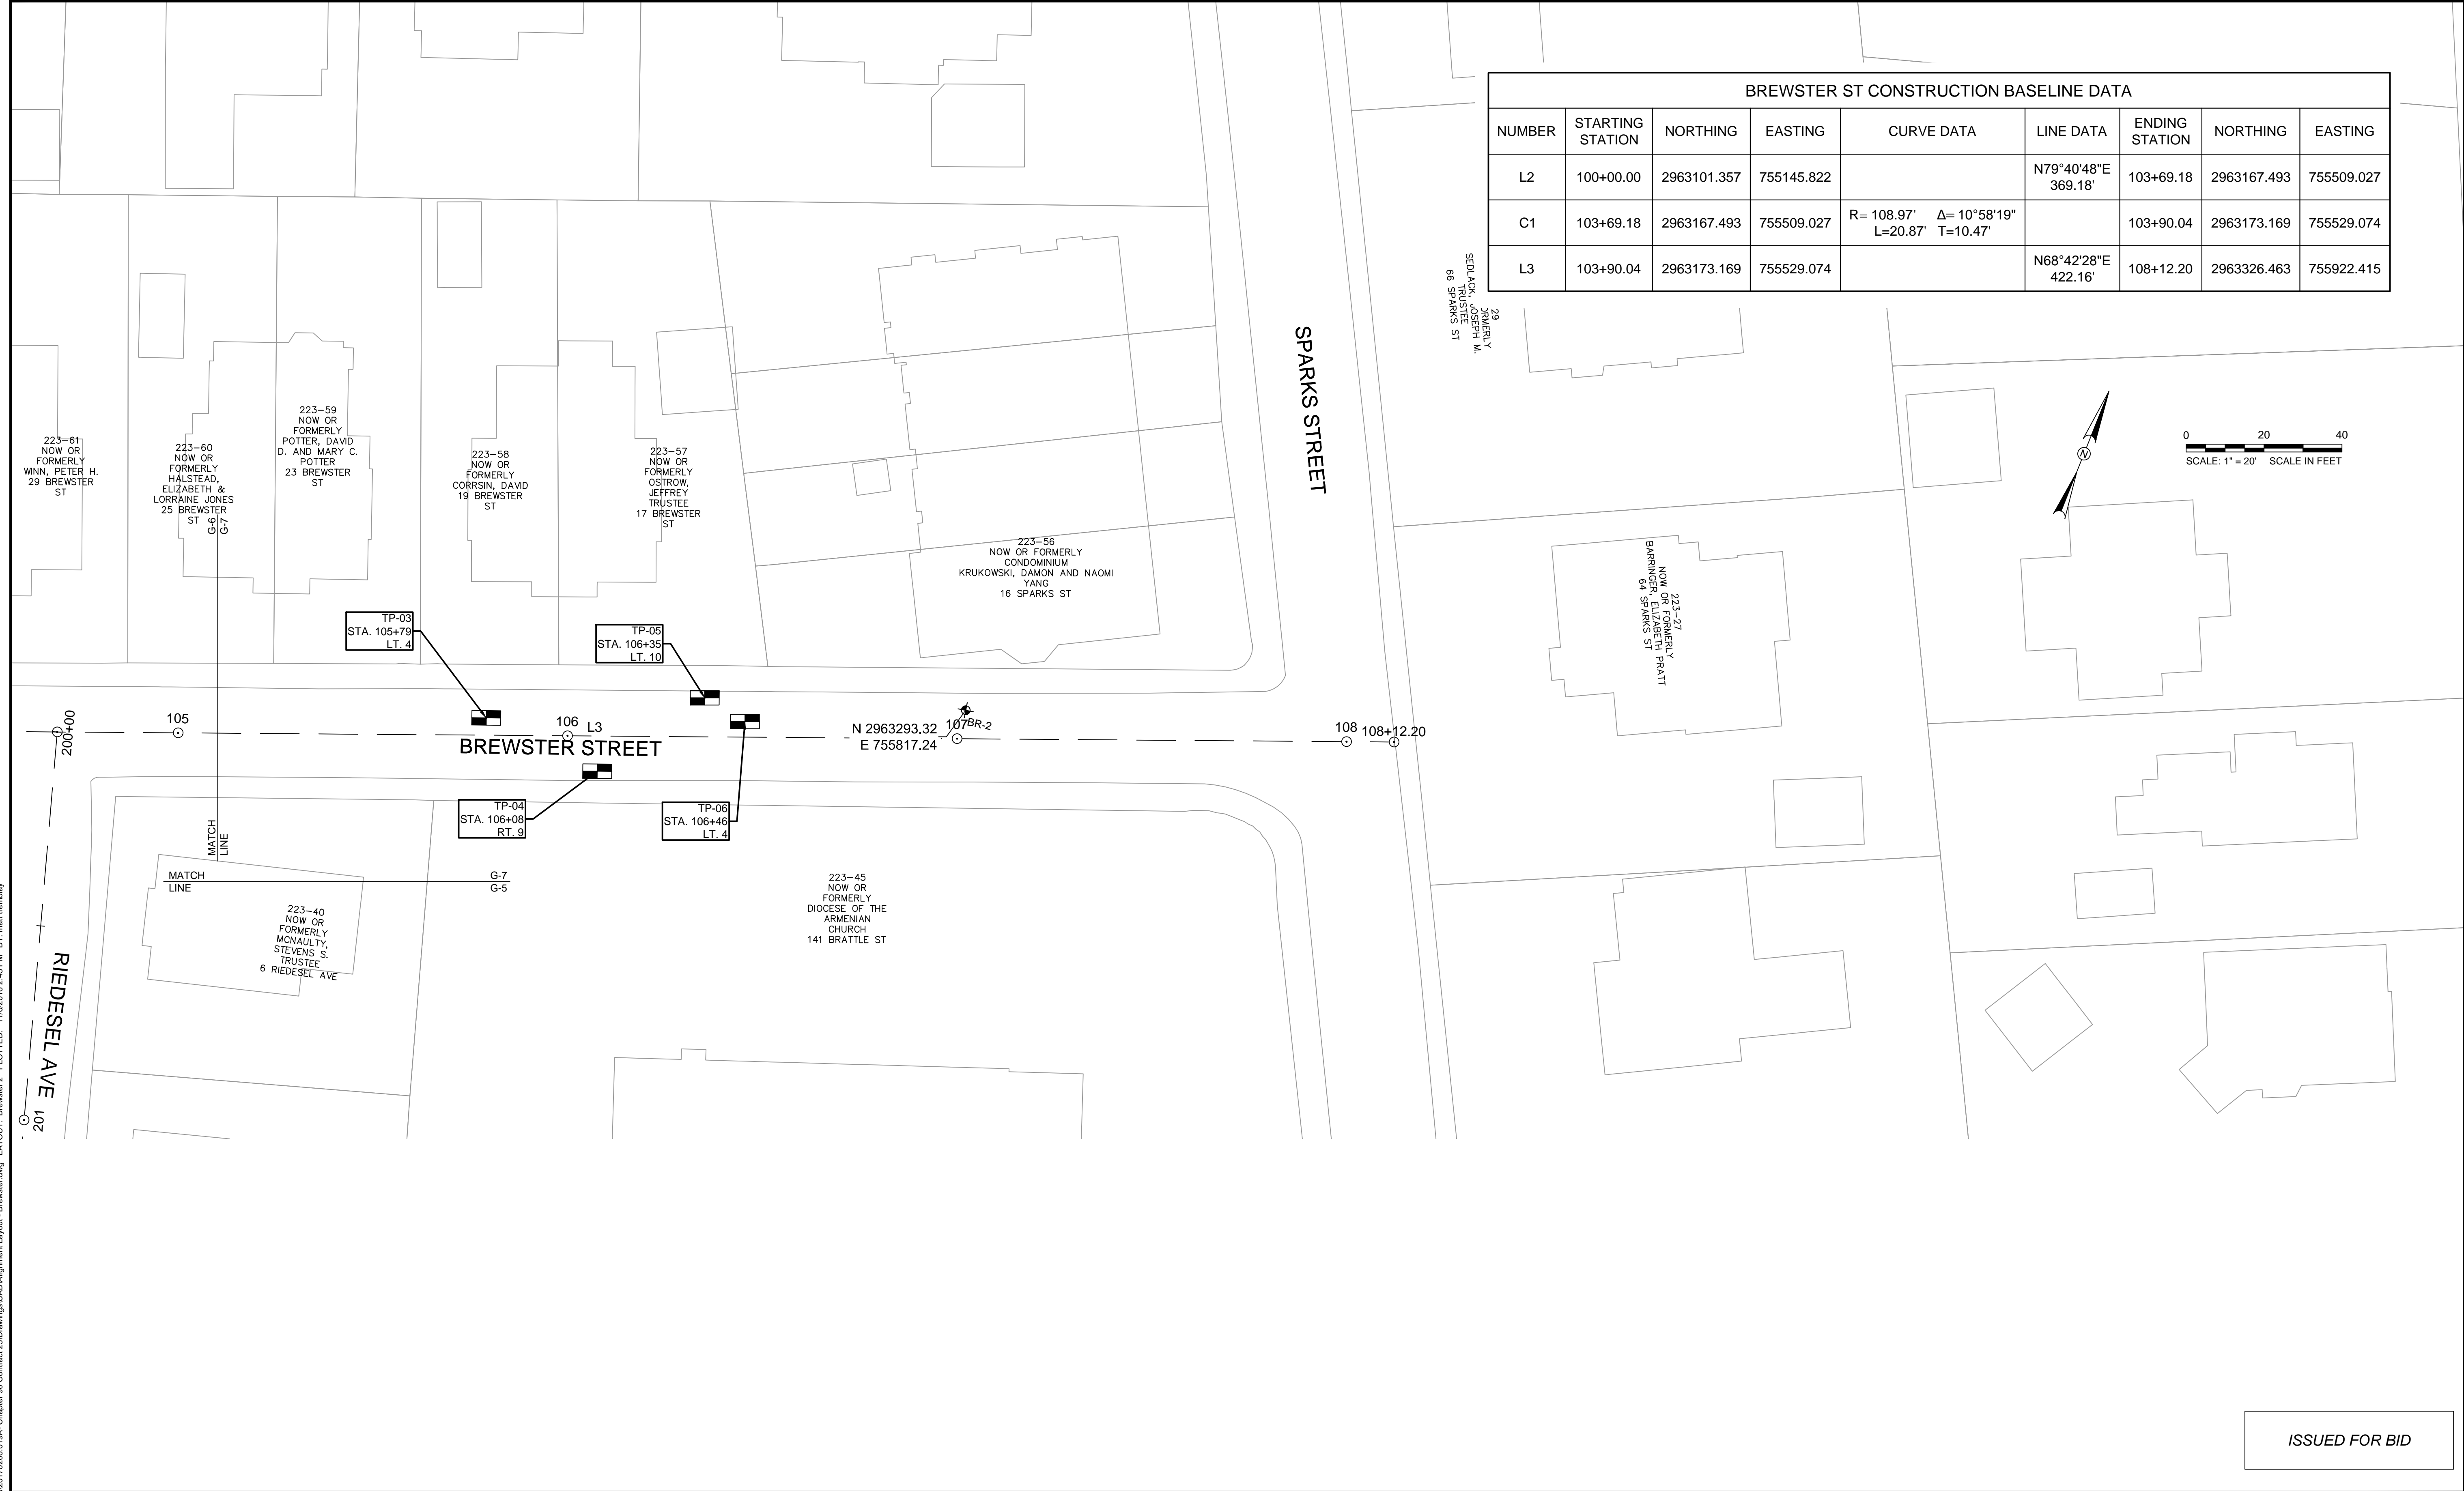 BREWSTER ST CONSTRUCTION BASELINE DATA
NUMBER STARTING STATION NORTHING EASTING CURVE DATA LINE DATA ENDING STATION NORTHING EASTING
L2 100+00.00 2963101.357 755145.822 N79°40'48"E 369.18' 103+69.18 2963167.493 755509.027
C1 103+69.18 2963167.493 755509.027 R= 108.97' Δ= 10°58'19" L=20.87' T=10.47' 103+90.04 2963173.169 755529.074
L3 103+90.04 2963173.169 755529.074 N68°42'28"E 422.16' 108+12.20 2963326.463 755922.415
29
ORMERLY
SEDLACK, JOSEPH M.
TRUSTEE
66 SPARKS ST
SPARKS STREET
N
0 20 40
SCALE: 1" = 20' SCALE IN FEET
223-61
NOW OR
FORMERLY
WINN, PETER H.
29 BREWSTER
ST
223-60
NOW OR
FORMERLY
HALSTEAD,
ELIZABETH &
LORRAINE JONES
25 BREWSTER
ST
G-6
G-7
223-59
NOW OR
FORMERLY
POTTER, DAVID
D. AND MARY C.
POTTER
23 BREWSTER
ST
223-58
NOW OR
FORMERLY
CORRSIN, DAVID
19 BREWSTER
ST
223-57
NOW OR
FORMERLY
OSTROW,
JEFFREY
TRUSTEE
17 BREWSTER
ST
223-56
NOW OR FORMERLY
CONDOMINIUM
KRUKOWSKI, DAMON AND NAOMI
YANG
16 SPARKS ST
223-27
NOW OR FORMERLY
BARRINGER, ELIZABETH PRATT
64 SPARKS ST
TP-03
STA. 105+79
LT. 4
TP-05
STA. 106+35
LT. 10
200+00
105
106 L3
BREWSTER STREET
N 2963293.32
E 755817.24
107
BR-2
108 108+12.20
TP-04
STA. 106+08
RT. 9
TP-06
STA. 106+46
LT. 4
MATCH
LINE
MATCH G-7
LINE G-5
223-40
NOW OR
FORMERLY
MCNAULTY,
STEVENS S.
TRUSTEE
6 RIEDESEL AVE
223-45
NOW OR
FORMERLY
DIOCESE OF THE
ARMENIAN
CHURCH
141 BRATTLE ST
RIEDESEL AVE
201
ISSUED FOR BID